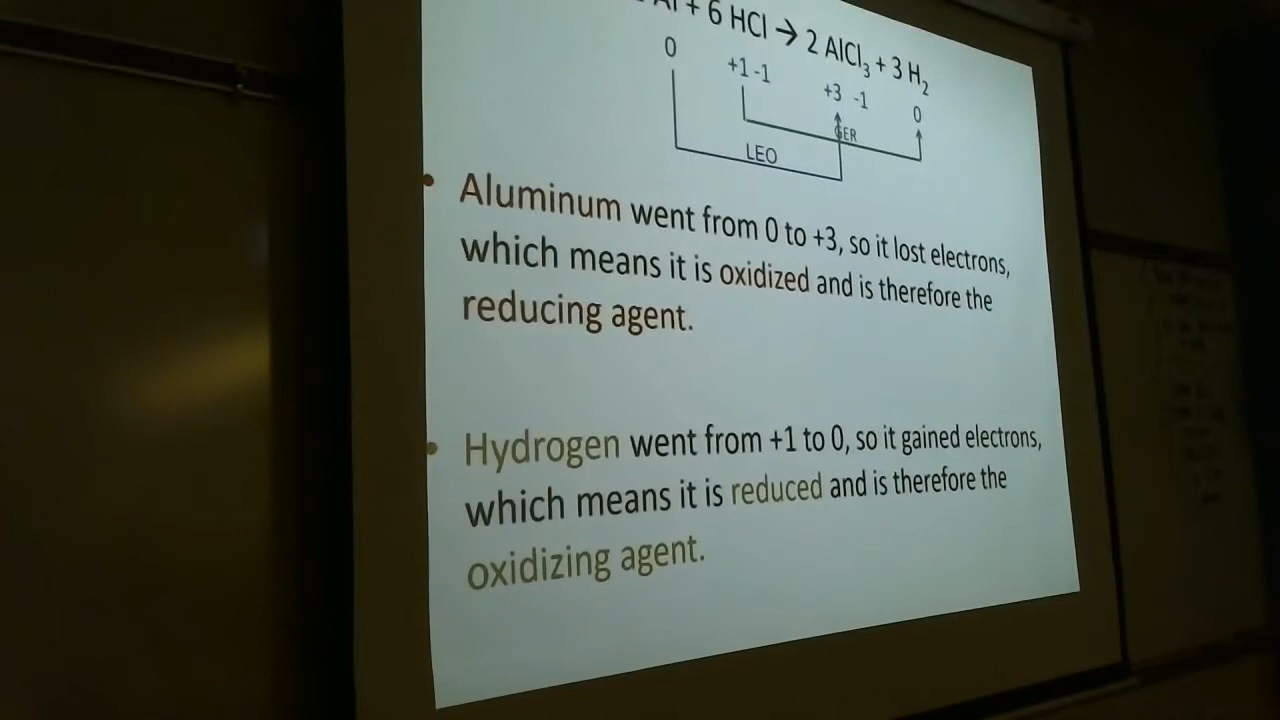 Al + 6 HCl → 2 AlCl₃ + 3 H₂
0 +1 -1 +3 -1 0
GER
LEO
• Aluminum went from 0 to +3, so it lost electrons,
which means it is oxidized and is therefore the
reducing agent.
• Hydrogen went from +1 to 0, so it gained electrons,
which means it is reduced and is therefore the
oxidizing agent.